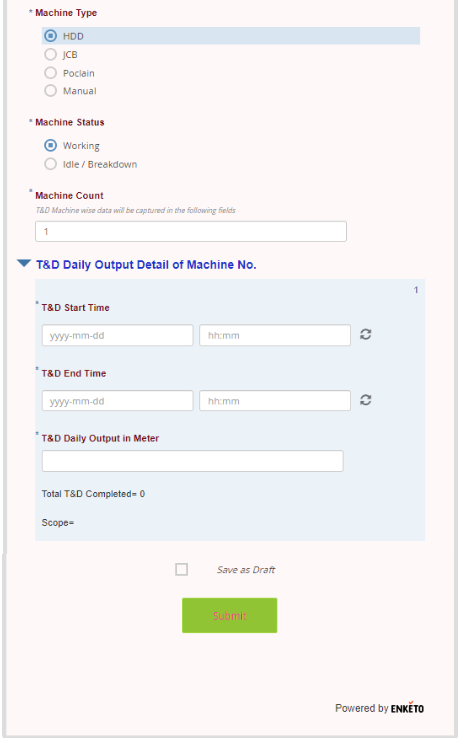 * Machine Type
HDD
JCB
Poclain
Manual
* Machine Status
Working
Idle / Breakdown
* Machine Count
T&D Machine wise data will be captured in the following fields
1
T&D Daily Output Detail of Machine No.
1
* T&D Start Time
yyyy-mm-dd hh:mm
* T&D End Time
yyyy-mm-dd hh:mm
* T&D Daily Output in Meter
Total T&D Completed= 0
Scope=
Save as Draft
Submit
Powered by ENKETO